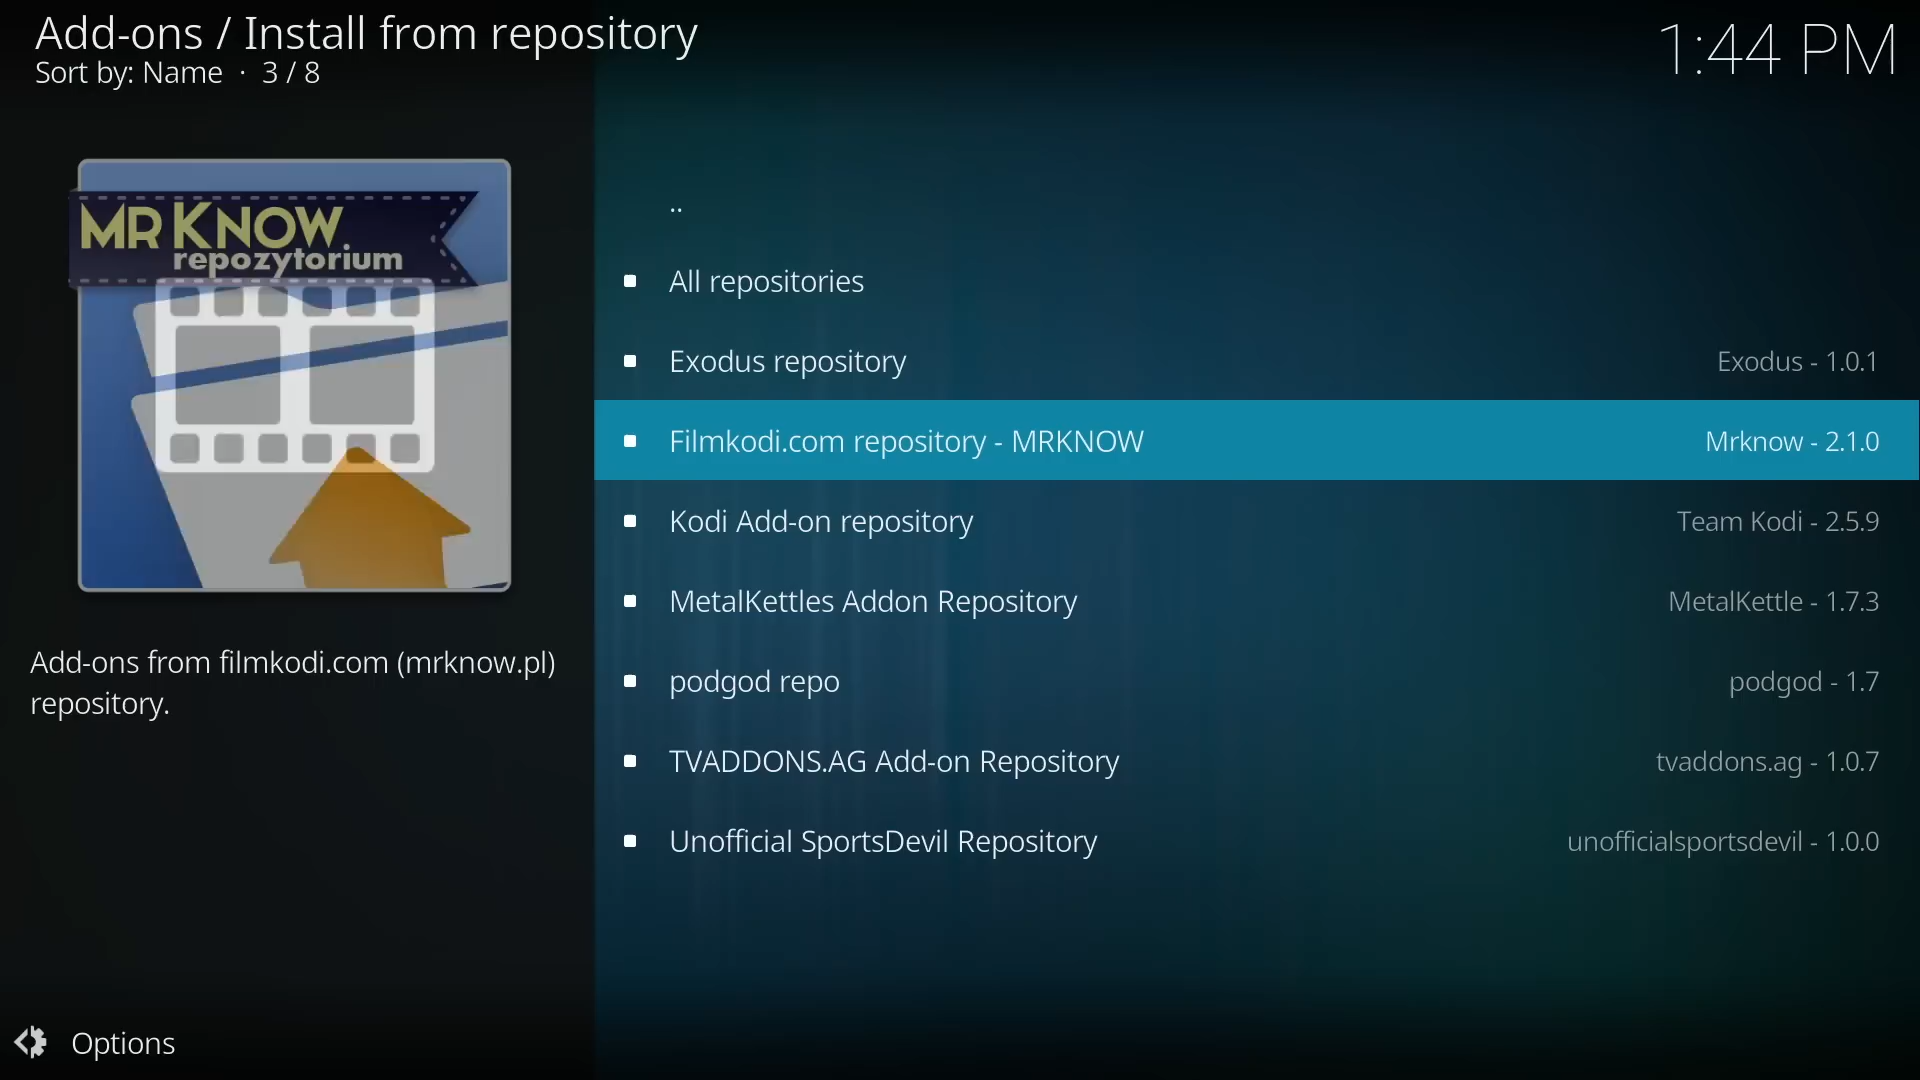 Add-ons / Install from repository
Sort by: Name · 3 / 8
1:44 PM
MR KNOW
repozytorium
Add-ons from filmkodi.com (mrknow.pl)
repository.
..
All repositories
Exodus repository Exodus - 1.0.1
Filmkodi.com repository - MRKNOW Mrknow - 2.1.0
Kodi Add-on repository Team Kodi - 2.5.9
MetalKettles Addon Repository MetalKettle - 1.7.3
podgod repo podgod - 1.7
TVADDONS.AG Add-on Repository tvaddons.ag - 1.0.7
Unofficial SportsDevil Repository unofficialsportsdevil - 1.0.0
Options